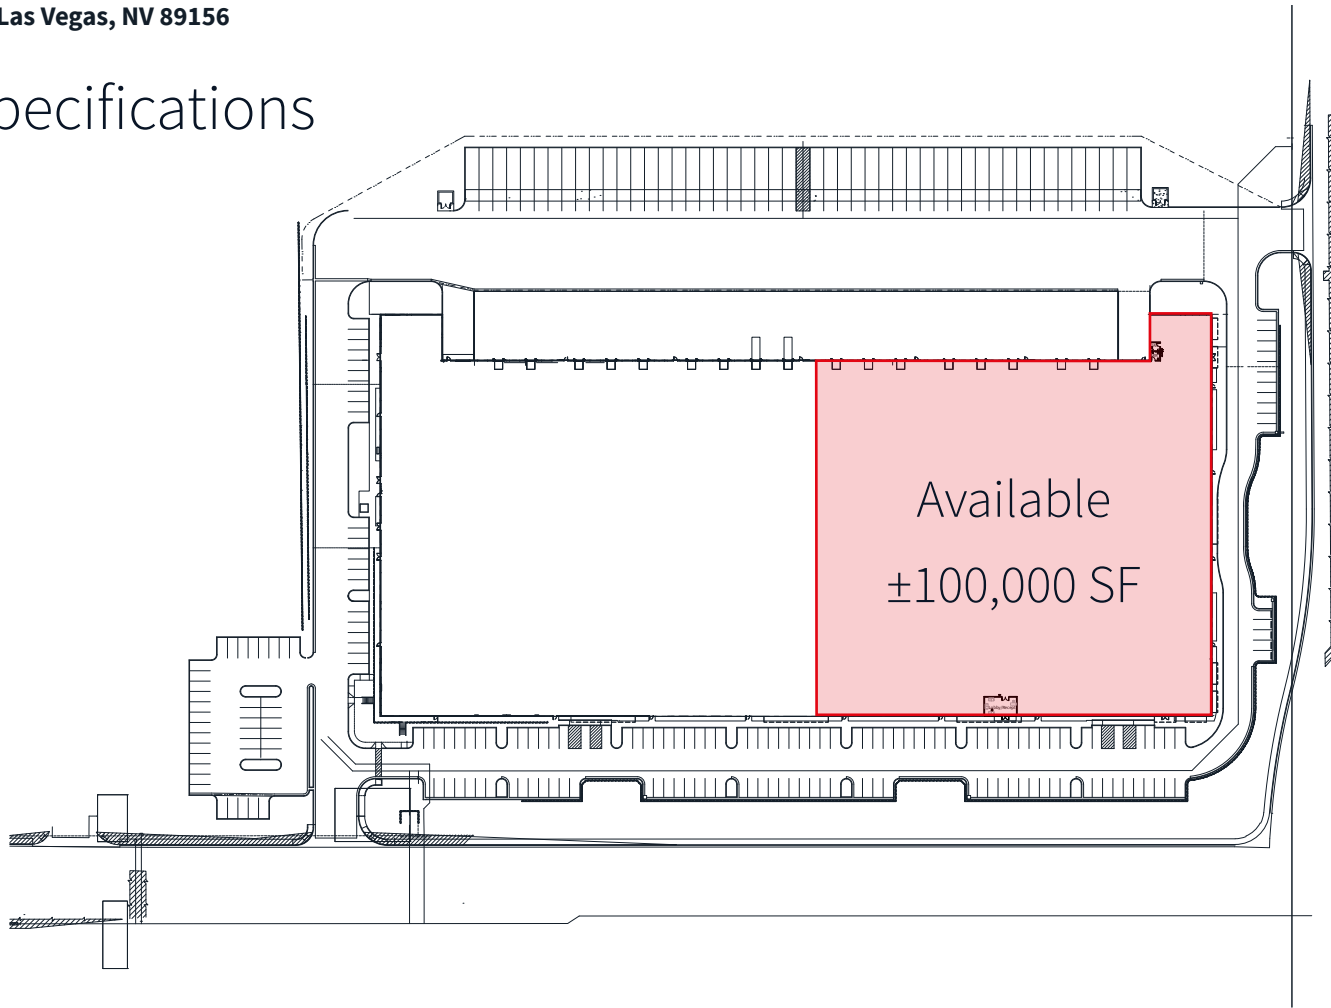 Las Vegas, NV 89156
pecifications
Available
±100,000 SF